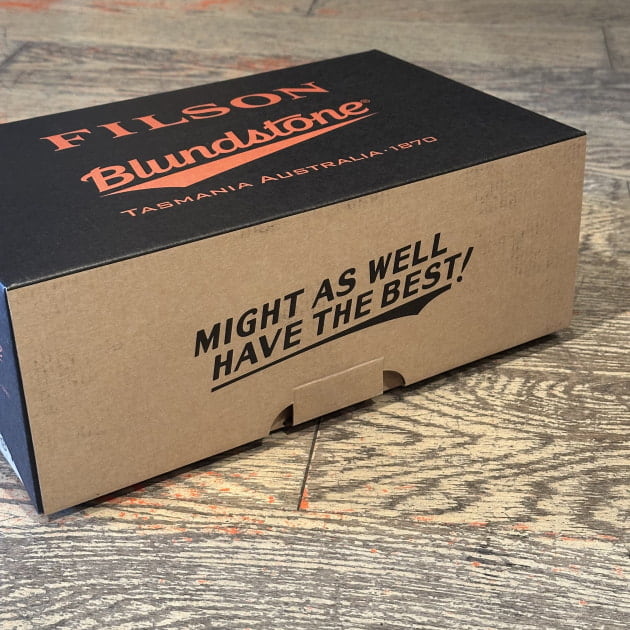 FILSON
Blundstone®
TASMANIA AUSTRALIA·1870
MIGHT AS WELL
HAVE THE BEST!